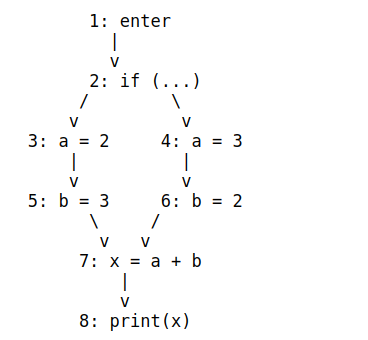 1: enter
|
v
2: if (...)
/ \
v v
3: a = 2 4: a = 3
| |
v v
5: b = 3 6: b = 2
\ /
v v
7: x = a + b
|
v
8: print(x)